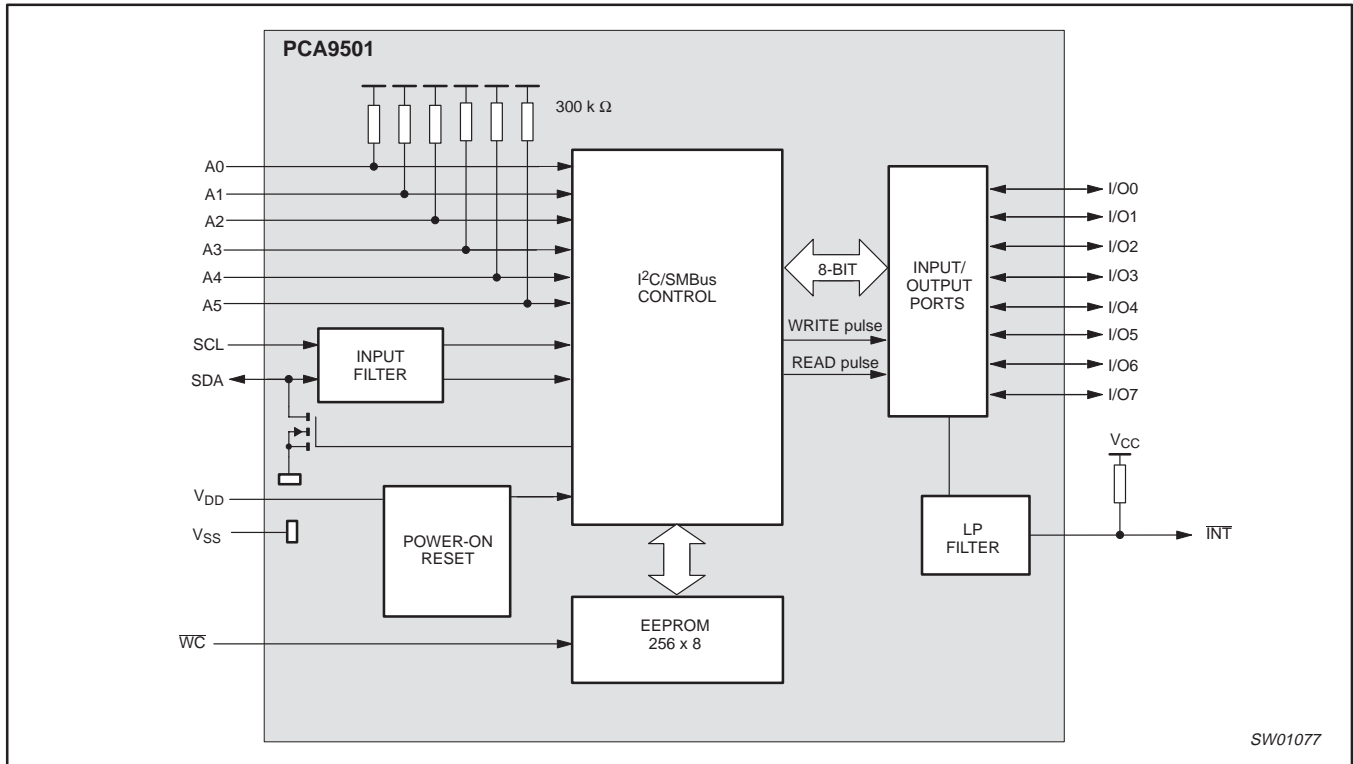 PCA9501
300 k Ω
A0
A1
A2
A3
A4
A5
SCL
SDA
VDD
VSS
WC
INPUT
FILTER
POWER-ON
RESET
I²C/SMBus
CONTROL
EEPROM
256 x 8
8-BIT
WRITE pulse
READ pulse
INPUT/
OUTPUT
PORTS
I/O0
I/O1
I/O2
I/O3
I/O4
I/O5
I/O6
I/O7
VCC
LP
FILTER
INT
SW01077